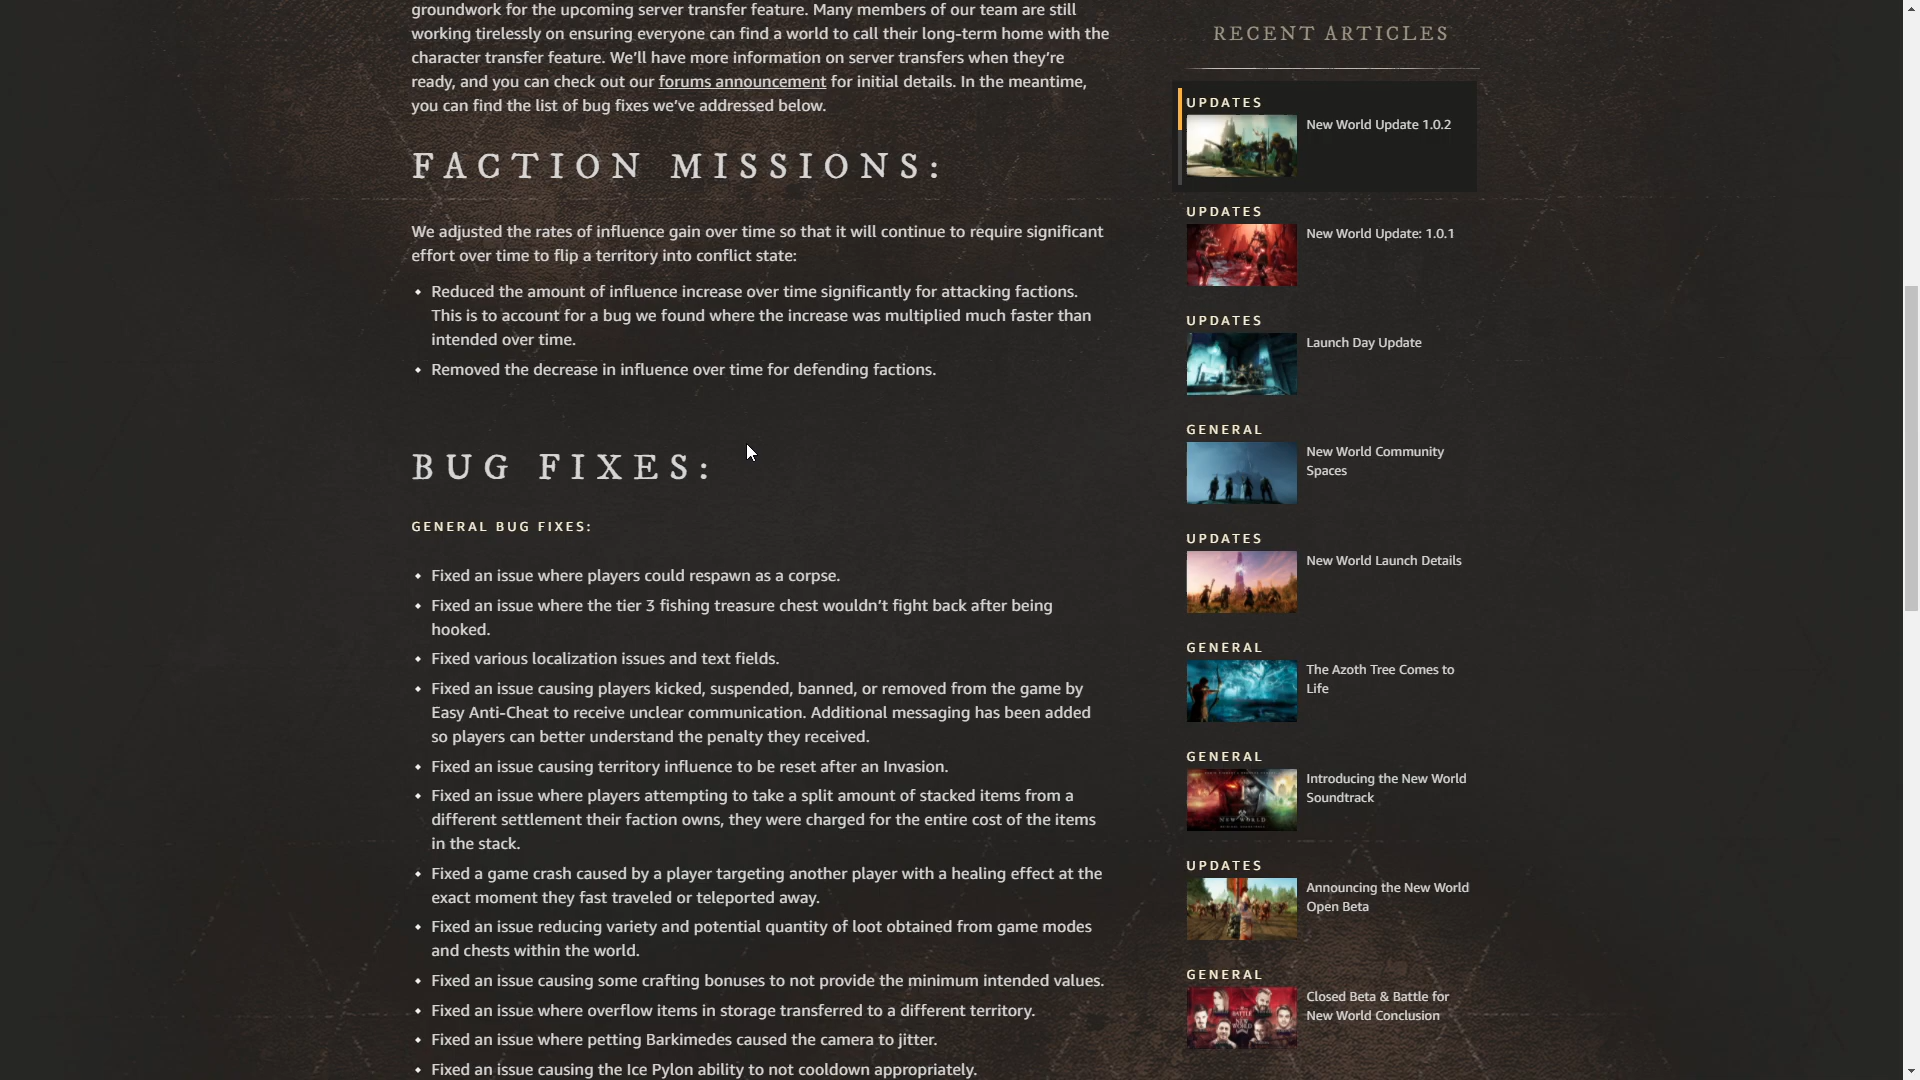 groundwork for the upcoming server transfer feature. Many members of our team are still
working tirelessly on ensuring everyone can find a world to call their long-term home with the
character transfer feature. We’ll have more information on server transfers when they’re
ready, and you can check out our forums announcement for initial details. In the meantime,
you can find the list of bug fixes we’ve addressed below.
FACTION MISSIONS:
We adjusted the rates of influence gain over time so that it will continue to require significant
effort over time to flip a territory into conflict state:
Reduced the amount of influence increase over time significantly for attacking factions.
This is to account for a bug we found where the increase was multiplied much faster than
intended over time.
Removed the decrease in influence over time for defending factions.
BUG FIXES:
GENERAL BUG FIXES:
Fixed an issue where players could respawn as a corpse.
Fixed an issue where the tier 3 fishing treasure chest wouldn’t fight back after being
hooked.
Fixed various localization issues and text fields.
Fixed an issue causing players kicked, suspended, banned, or removed from the game by
Easy Anti-Cheat to receive unclear communication. Additional messaging has been added
so players can better understand the penalty they received.
Fixed an issue causing territory influence to be reset after an Invasion.
Fixed an issue where players attempting to take a split amount of stacked items from a
different settlement their faction owns, they were charged for the entire cost of the items
in the stack.
Fixed a game crash caused by a player targeting another player with a healing effect at the
exact moment they fast traveled or teleported away.
Fixed an issue reducing variety and potential quantity of loot obtained from game modes
and chests within the world.
Fixed an issue causing some crafting bonuses to not provide the minimum intended values.
Fixed an issue where overflow items in storage transferred to a different territory.
Fixed an issue where petting Barkimedes caused the camera to jitter.
Fixed an issue causing the Ice Pylon ability to not cooldown appropriately.
RECENT ARTICLES
UPDATES
New World Update 1.0.2
UPDATES
New World Update: 1.0.1
UPDATES
Launch Day Update
GENERAL
New World Community
Spaces
UPDATES
New World Launch Details
GENERAL
The Azoth Tree Comes to
Life
GENERAL
Introducing the New World
Soundtrack
NEW WORLD
UPDATES
Announcing the New World
Open Beta
GENERAL
Closed Beta & Battle for
New World Conclusion
BATTLE
NEW
WORLD